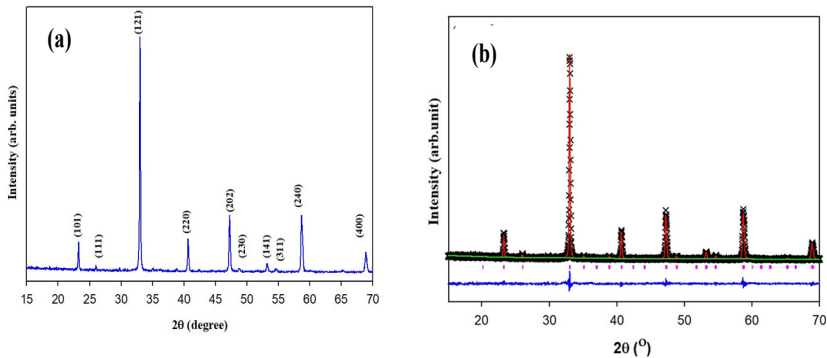 (a)
(121)
(101)
(111)
(220)
(202)
(230)
(141)
(311)
(240)
(400)
Intensity (arb. units)
15 20 25 30 35 40 45 50 55 60 65 70
2θ (degree)
(b)
Intensity (arb.unit)
20 30 40 50 60 70
2θ (O)